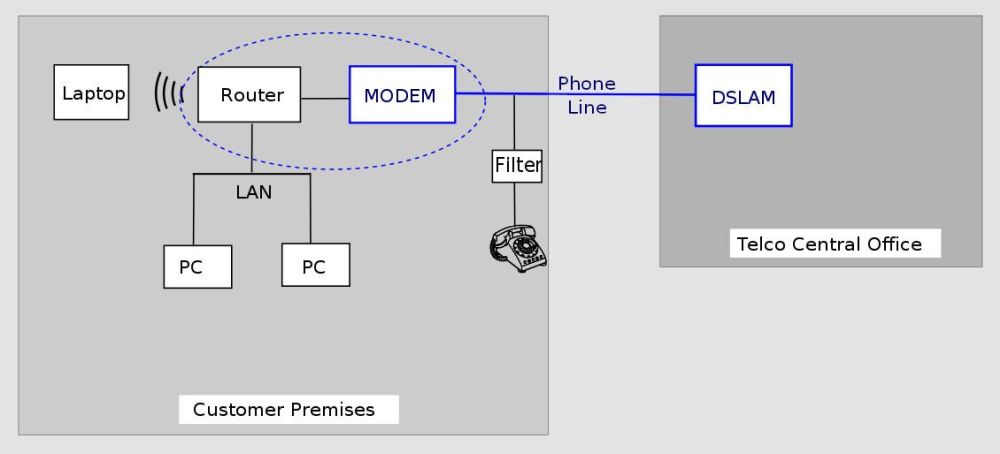 Laptop
Router
MODEM
Phone
Line
DSLAM
Filter
LAN
PC
PC
Telco Central Office
Customer Premises